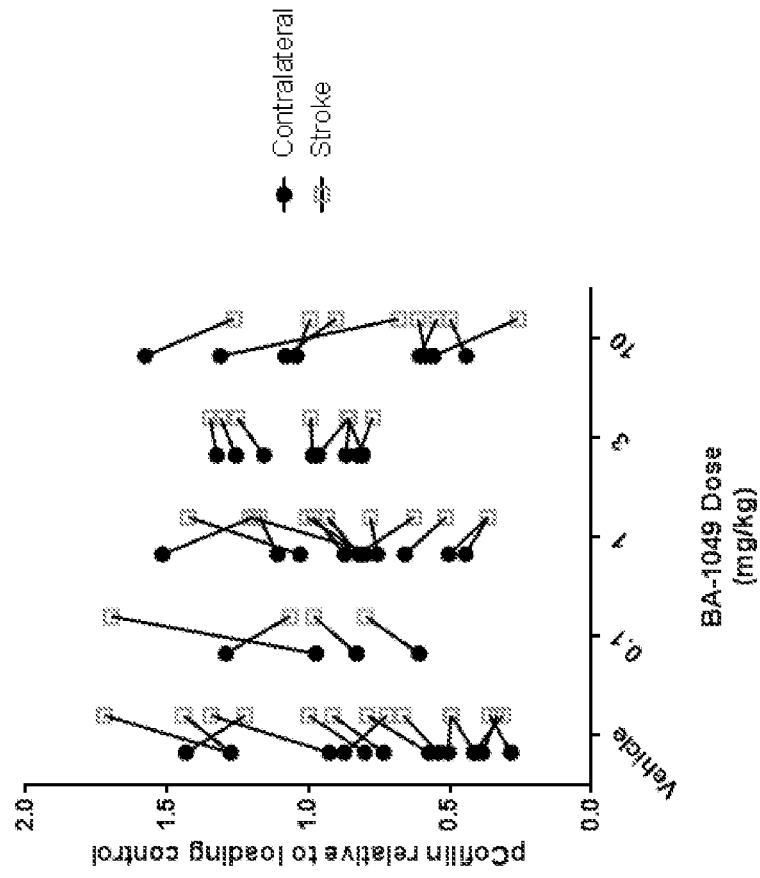 pCofilin relative to loading control
2.0
1.5
1.0
0.5
0.0
Vehicle
0.1
1
3
10
BA-1049 Dose
(mg/kg)
Contralateral
Stroke